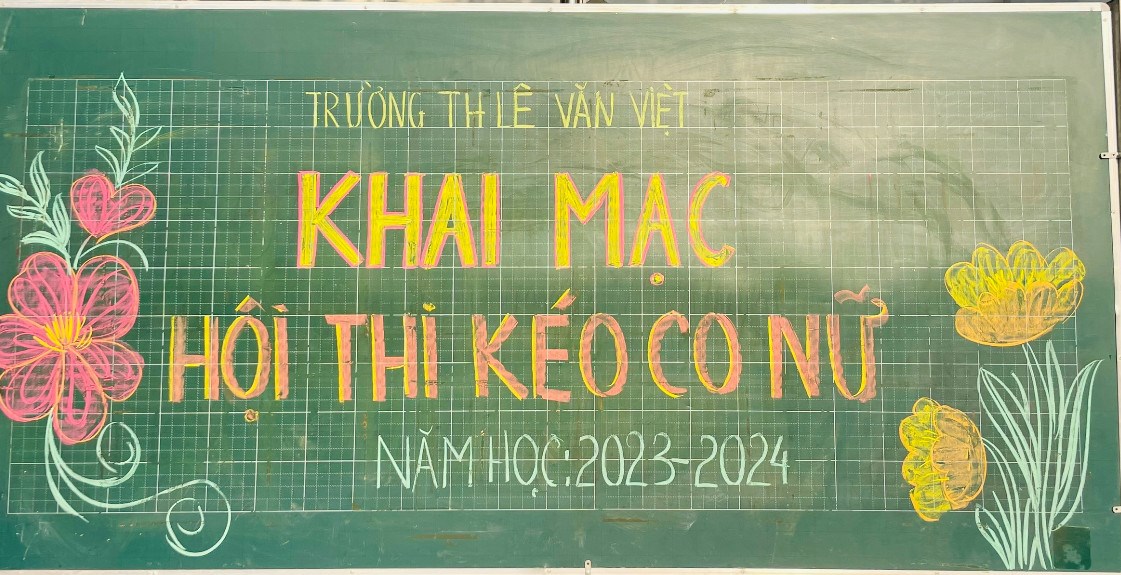 TRƯỜNG TH LÊ VĂN VIỆT
KHAI MẠC
HỘI THI KÉO CO NỮ
NĂM HỌC: 2023-2024